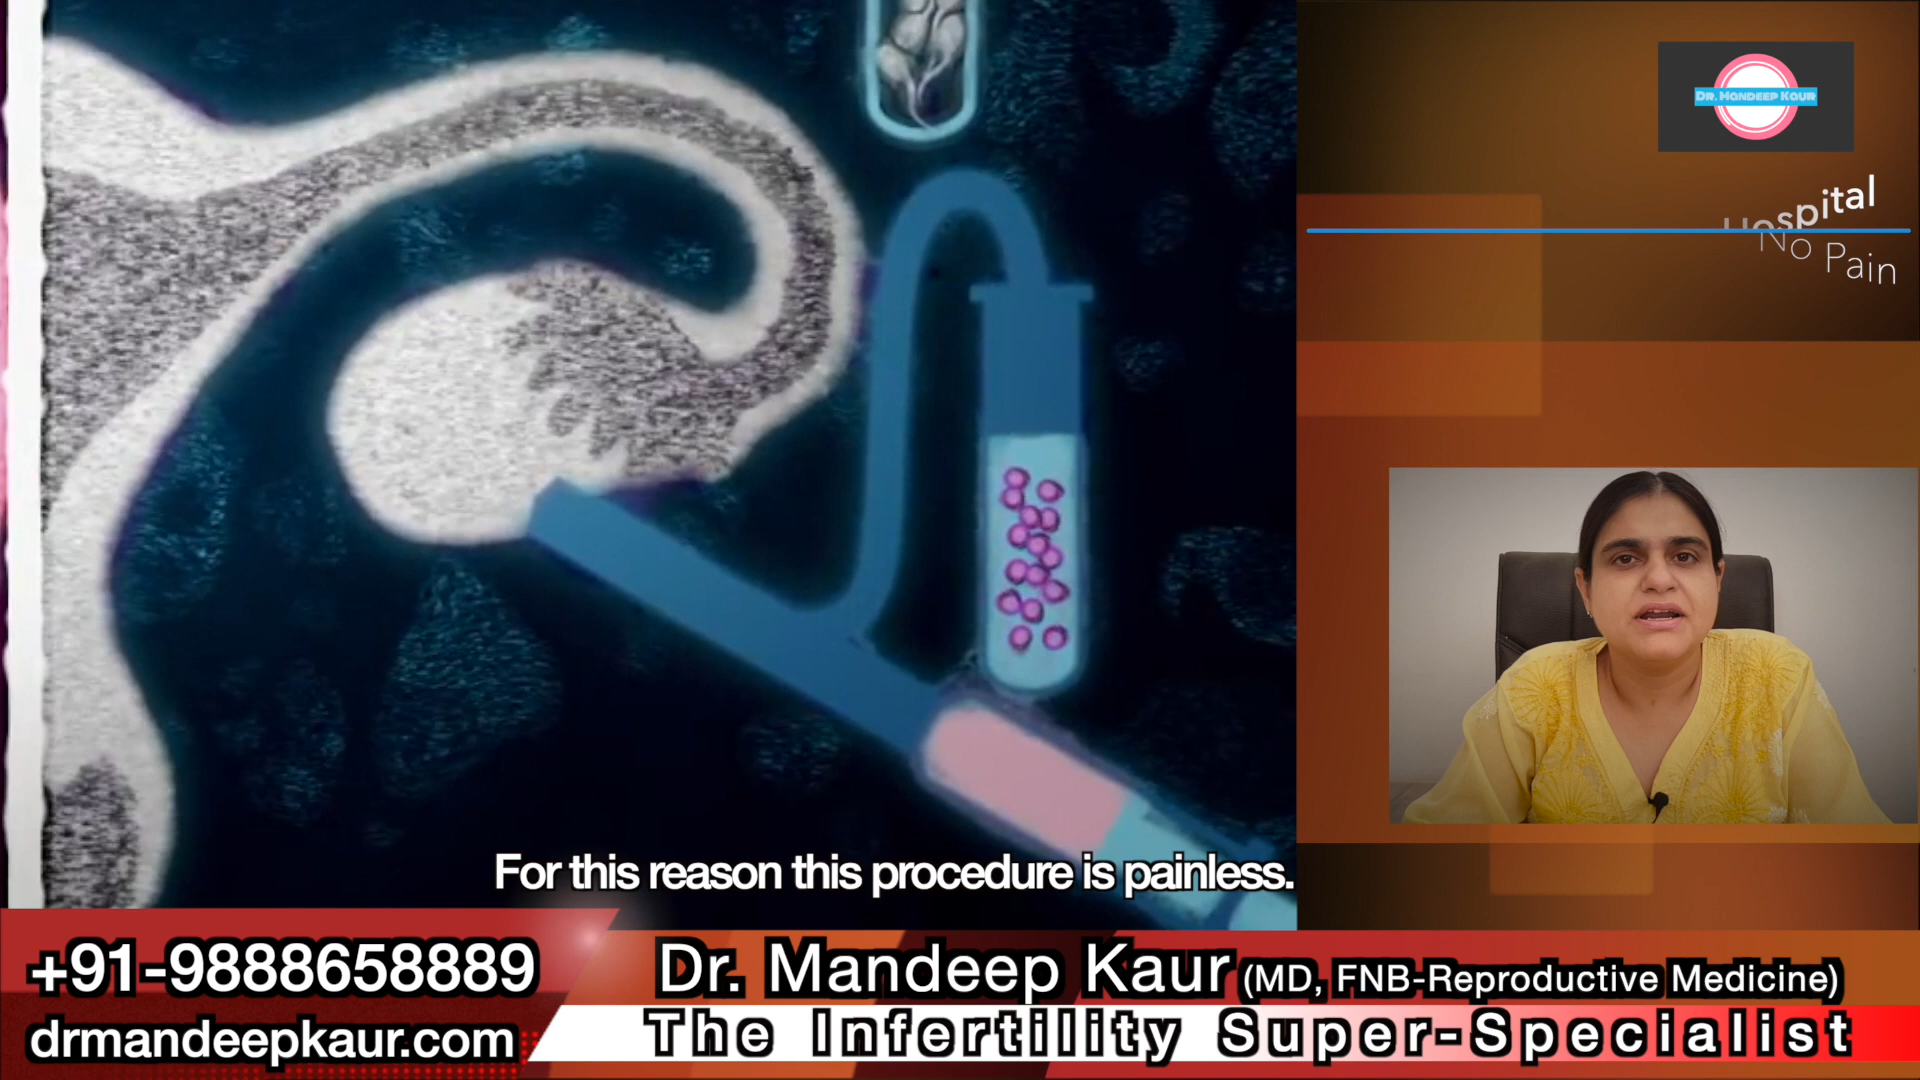 Dr. Mandeep Kaur
Hospital
No Pain
For this reason this procedure is painless.
+91-9888658889
drmandeepkaur.com
Dr. Mandeep Kaur (MD, FNB-Reproductive Medicine)
The Infertility Super-Specialist